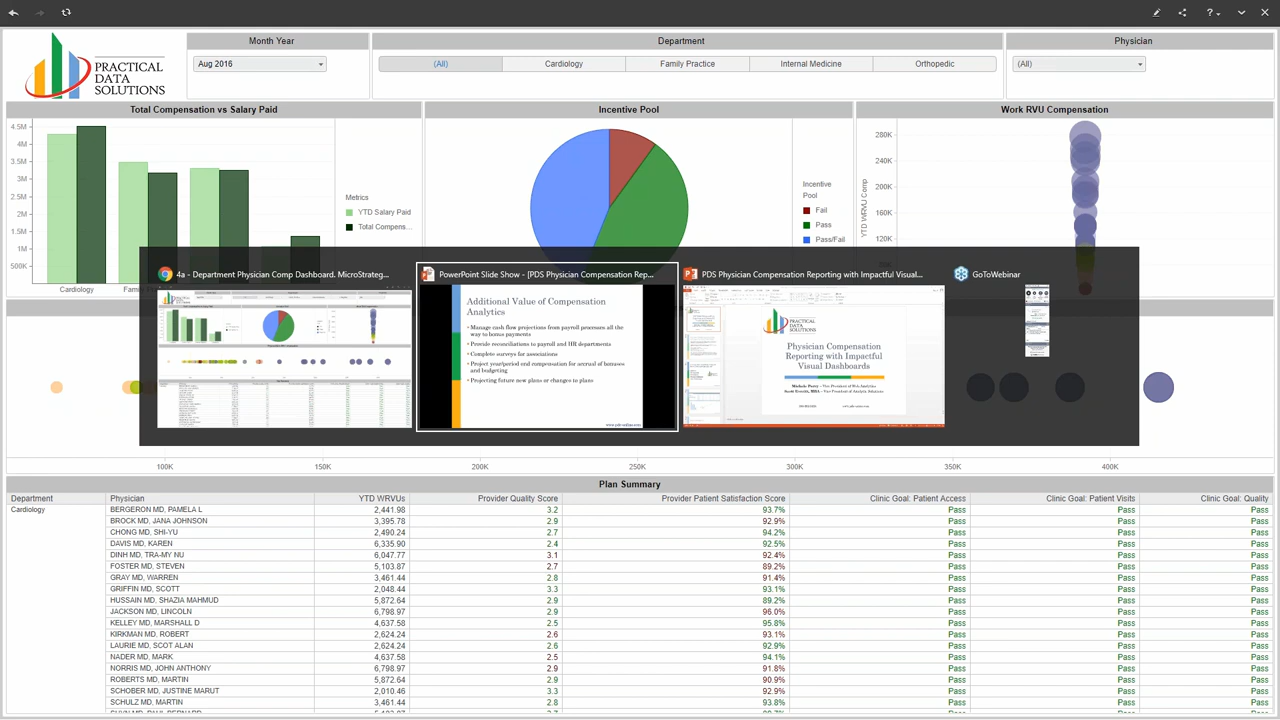 Month Year
Department
Physician
PRACTICAL
DATA
SOLUTIONS
Aug 2016
(All) Cardiology Family Practice Internal Medicine Orthopedic
(All)
Total Compensation vs Salary Paid
Incentive Pool
Work RVU Compensation
4.5M
4M
3.5M
2.5M
2M
1.5M
1M
500K
Cardiology
Metrics
YTD Salary Paid
Total Compens...
Incentive
Pool
Fail
Pass
Pass/Fail
YTD WRVU Comp
280K
240K
200K
160K
120K
4a - Department Physician Comp Dashboard. MicroStrateg...
PowerPoint Slide Show - [PDS Physician Compensation Rep...
PDS Physician Compensation Reporting with Impactful Visual...
GoToWebinar
Additional Value of Compensation
Analytics
• Manage cash flow projections from payroll processes all the
way to bonus payments
• Provide reconciliations to payroll and HR departments
• Complete surveys for associations
• Project year/period end compensation for accrual of bonuses
and budgeting
• Projecting future new plans or changes to plans
www.pds-online.com
PRACTICAL
DATA
SOLUTIONS
Physician Compensation
Reporting with Impactful
Visual Dashboards
100K 150K 200K 250K 300K 350K 400K
Plan Summary
Department Physician YTD WRVUs Provider Quality Score Provider Patient Satisfaction Score Clinic Goal: Patient Access Clinic Goal: Patient Visits Clinic Goal: Quality
Cardiology BERGERON MD, PAMELA L 2,441.98 3.2 93.7% Pass Pass Pass
BROCK MD, JANA JOHNSON 3,395.78 2.9 92.9% Pass Pass Pass
CHONG MD, SHI-YU 2,490.24 2.7 94.2% Pass Pass Pass
DAVIS MD, KAREN 6,335.90 2.4 92.5% Pass Pass Pass
DINH MD, TRA-MY NU 6,047.77 3.1 92.4% Pass Pass Pass
FOSTER MD, STEVEN 5,103.87 2.7 89.2% Pass Pass Pass
GRAY MD, WARREN 3,461.44 2.8 91.4% Pass Pass Pass
GRIFFIN MD, SCOTT 2,048.44 3.3 93.1% Pass Pass Pass
HUSSAIN MD, SHAZIA MAHMUD 5,872.64 2.9 89.2% Pass Pass Pass
JACKSON MD, LINCOLN 6,798.97 2.9 96.0% Pass Pass Pass
KELLEY MD, MARSHALL D 4,637.58 2.5 95.8% Pass Pass Pass
KIRKMAN MD, ROBERT 2,624.24 2.6 93.1% Pass Pass Pass
LAURIE MD, SCOT ALAN 2,624.24 2.6 92.9% Pass Pass Pass
NADER MD, MARK 4,637.58 2.5 94.1% Pass Pass Pass
NORRIS MD, JOHN ANTHONY 6,798.97 2.9 91.8% Pass Pass Pass
ROBERTS MD, MARTIN 5,872.64 2.9 90.9% Pass Pass Pass
SCHOBER MD, JUSTINE MARUT 2,010.46 3.3 92.9% Pass Pass Pass
SCHULZ MD, MARTIN 3,461.44 2.8 93.8% Pass Pass Pass